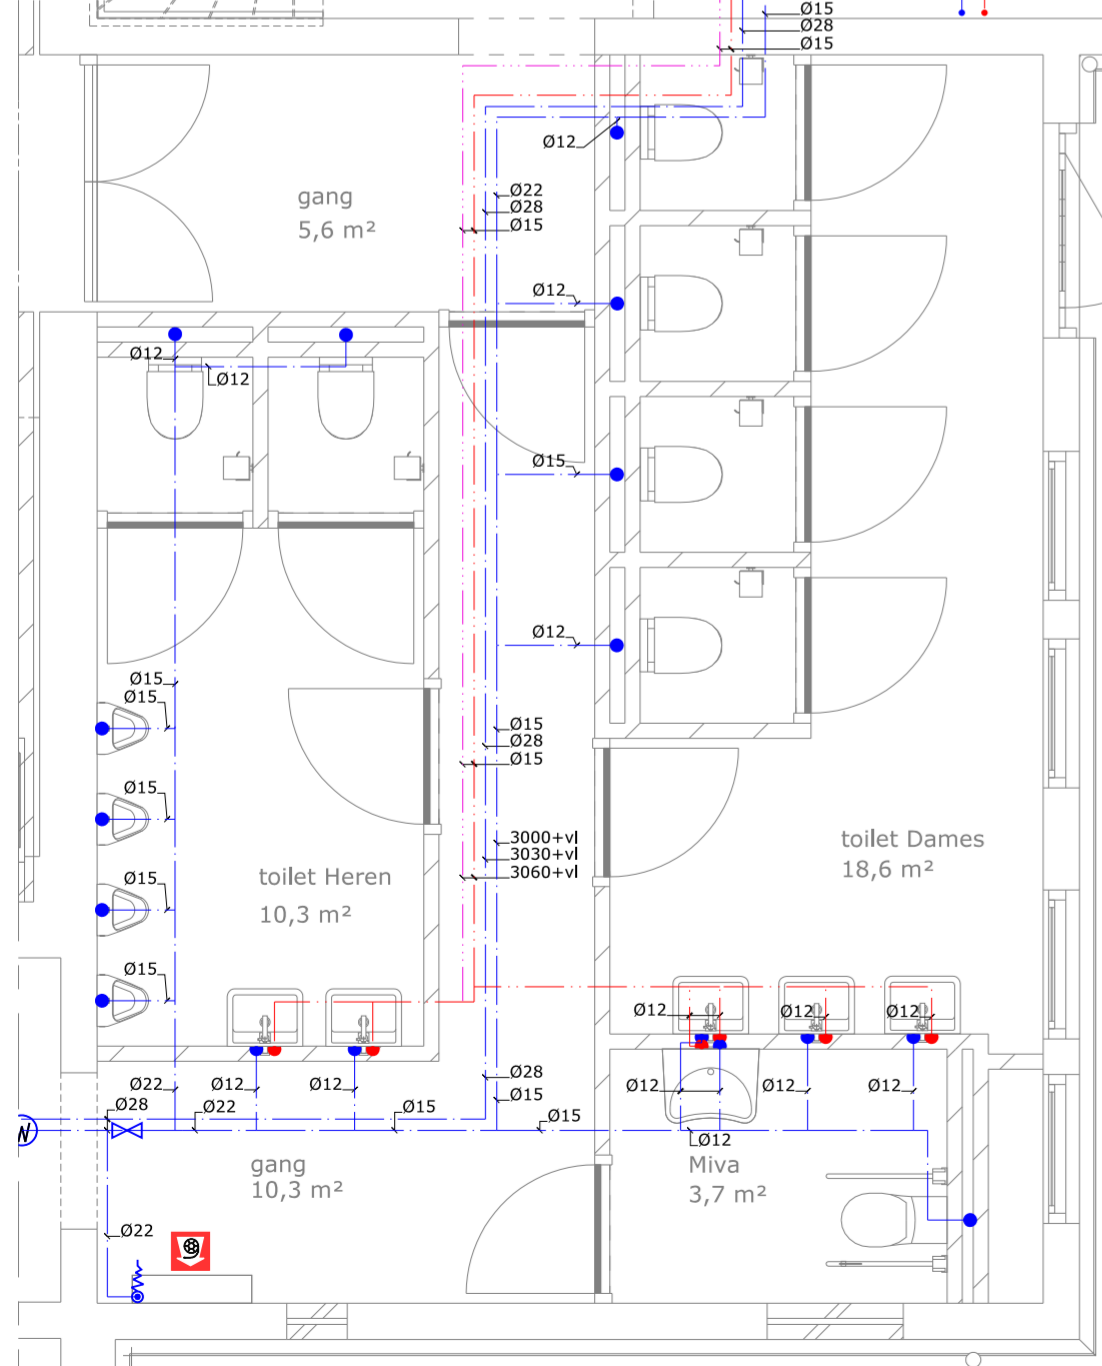 Ø15
Ø28
Ø15
Ø12
gang
5,6 m²
Ø22
Ø28
Ø15
Ø12
Ø12
Ø12
Ø15
Ø12
Ø15
Ø15
Ø15
Ø28
Ø15
Ø15
3000+vl
3030+vl
3060+vl
toilet Heren
10,3 m²
toilet Dames
18,6 m²
Ø15
Ø15
Ø12
Ø12
Ø12
Ø22
Ø12
Ø12
Ø28
Ø15
Ø12
Ø12
Ø12
Ø28
Ø22
Ø15
Ø15
Ø12
gang
10,3 m²
Miva
3,7 m²
Ø22